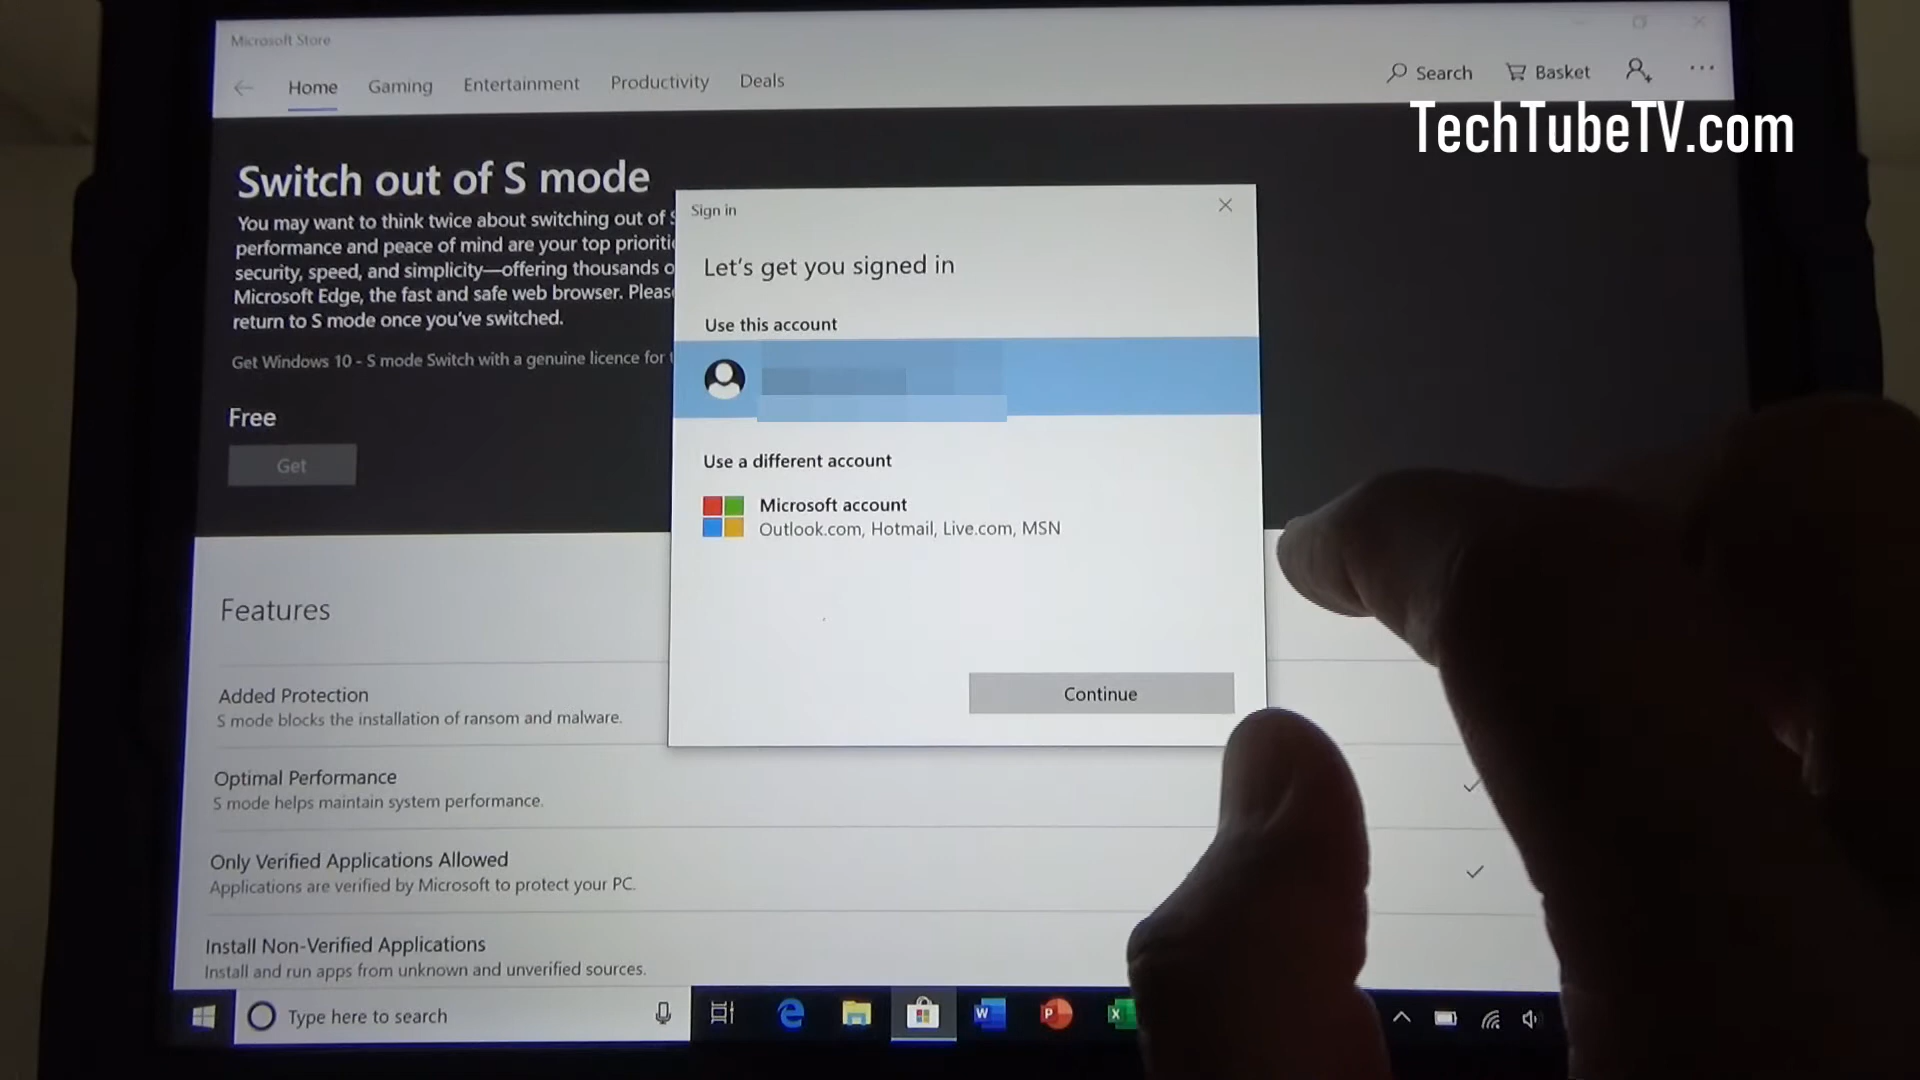 Microsoft Store
Home Gaming Entertainment Productivity Deals
Search Basket
TechTubeTV.com
Switch out of S mode
You may want to think twice about switching out of S
performance and peace of mind are your top prioriti
security, speed, and simplicity—offering thousands o
Microsoft Edge, the fast and safe web browser. Pleas
return to S mode once you've switched.
Get Windows 10 - S mode Switch with a genuine licence for t
Free
Get
Sign in
Let's get you signed in
Use this account
Use a different account
Microsoft account
Outlook.com, Hotmail, Live.com, MSN
Continue
Features
Added Protection
S mode blocks the installation of ransom and malware.
Optimal Performance
S mode helps maintain system performance.
Only Verified Applications Allowed
Applications are verified by Microsoft to protect your PC.
Install Non-Verified Applications
Install and run apps from unknown and unverified sources.
Type here to search